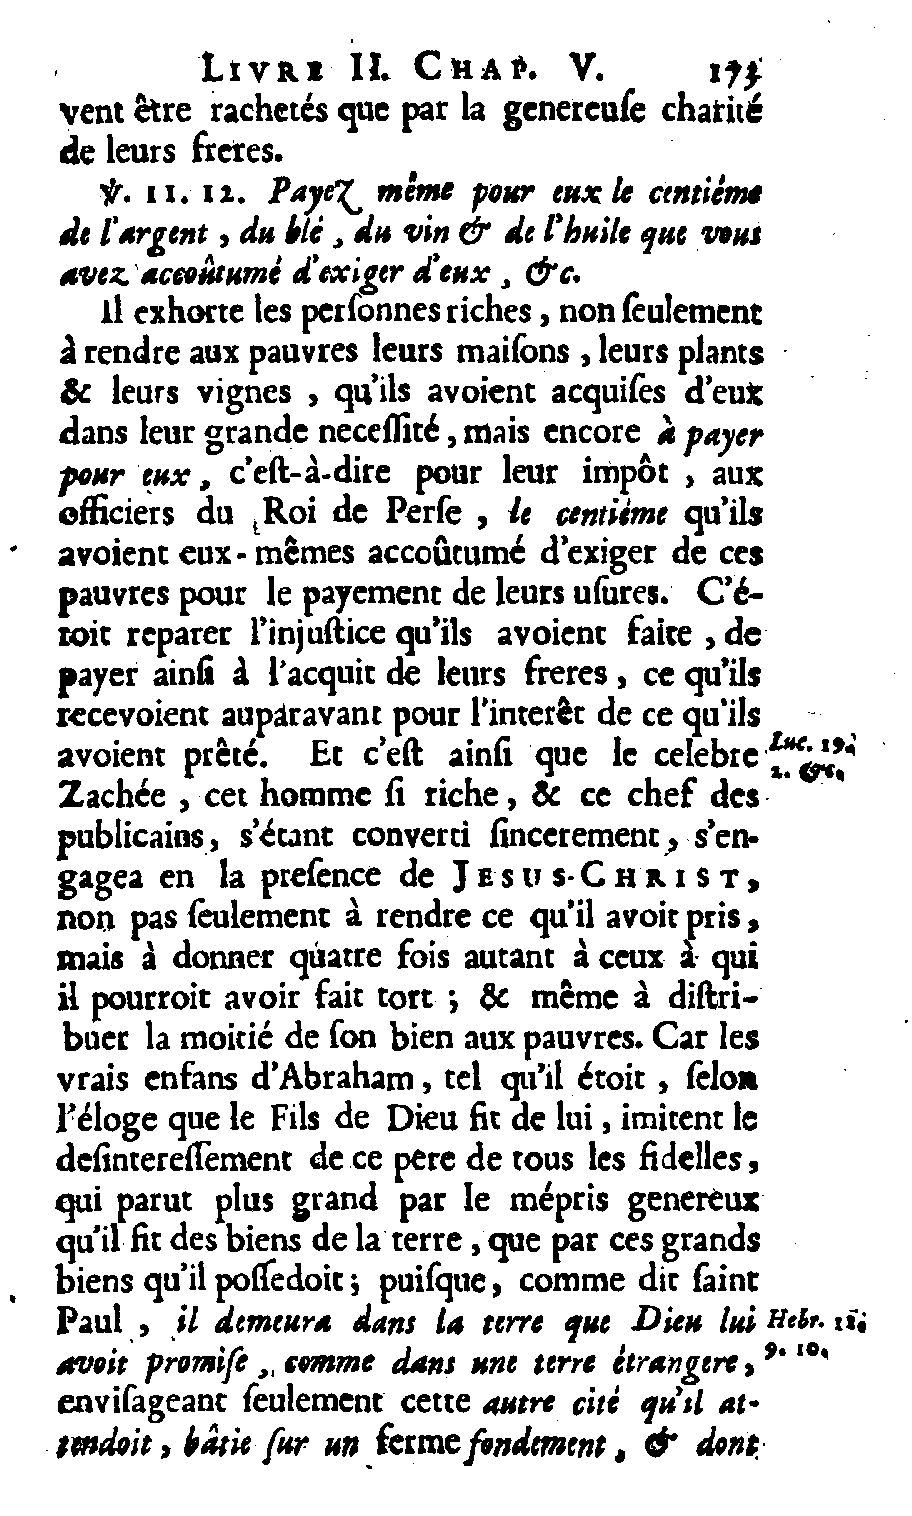 LIVRE II. CHAP. V. 173
vent être rachetés que par la genereuſe charité
de leurs freres.
℣. 11. 12. Payez même pour eux le centiéme
de l'argent, du blé, du vin & de l'huile que vous
avez accoûtumé d'exiger d'eux, &c.
Il exhorte les perſonnes riches, non ſeulement
à rendre aux pauvres leurs maiſons, leurs plants
& leurs vignes, qu'ils avoient acquiſes d'eux
dans leur grande neceſſité, mais encore à payer
pour eux, c'eſt-à-dire pour leur impôt, aux
officiers du Roi de Perſe, le centiéme qu'ils
avoient eux-mêmes accoûtumé d'exiger de ces
pauvres pour le payement de leurs uſures. C'é-
toit reparer l'injuſtice qu'ils avoient faite, de
payer ainſi à l'acquit de leurs freres, ce qu'ils
recevoient auparavant pour l'interêt de ce qu'ils
avoient prêté. Et c'eſt ainſi que le celebre
Luc. 19.
2. &c.
Zachée, cet homme ſi riche, & ce chef des
publicains, s'étant converti ſincerement, s'en-
gagea en la preſence de JESUS-CHRIST,
non pas ſeulement à rendre ce qu'il avoit pris,
mais à donner quatre fois autant à ceux à qui
il pourroit avoir fait tort; & même à diſtri-
buer la moitié de ſon bien aux pauvres. Car les
vrais enfans d'Abraham, tel qu'il étoit, ſelon
l'éloge que le Fils de Dieu fit de lui, imitent le
deſintereſſement de ce pere de tous les fidelles,
qui parut plus grand par le mépris genereux
qu'il fit des biens de la terre, que par ces grands
biens qu'il poſſedoit; puiſque, comme dit ſaint
Paul, il demeura dans la terre que Dieu lui
Hebr. 11.
9. 10.
avoit promiſe, comme dans une terre étrangere,
enviſageant ſeulement cette autre cité qu'il at-
tendoit, bâtie ſur un ferme fondement, & dont